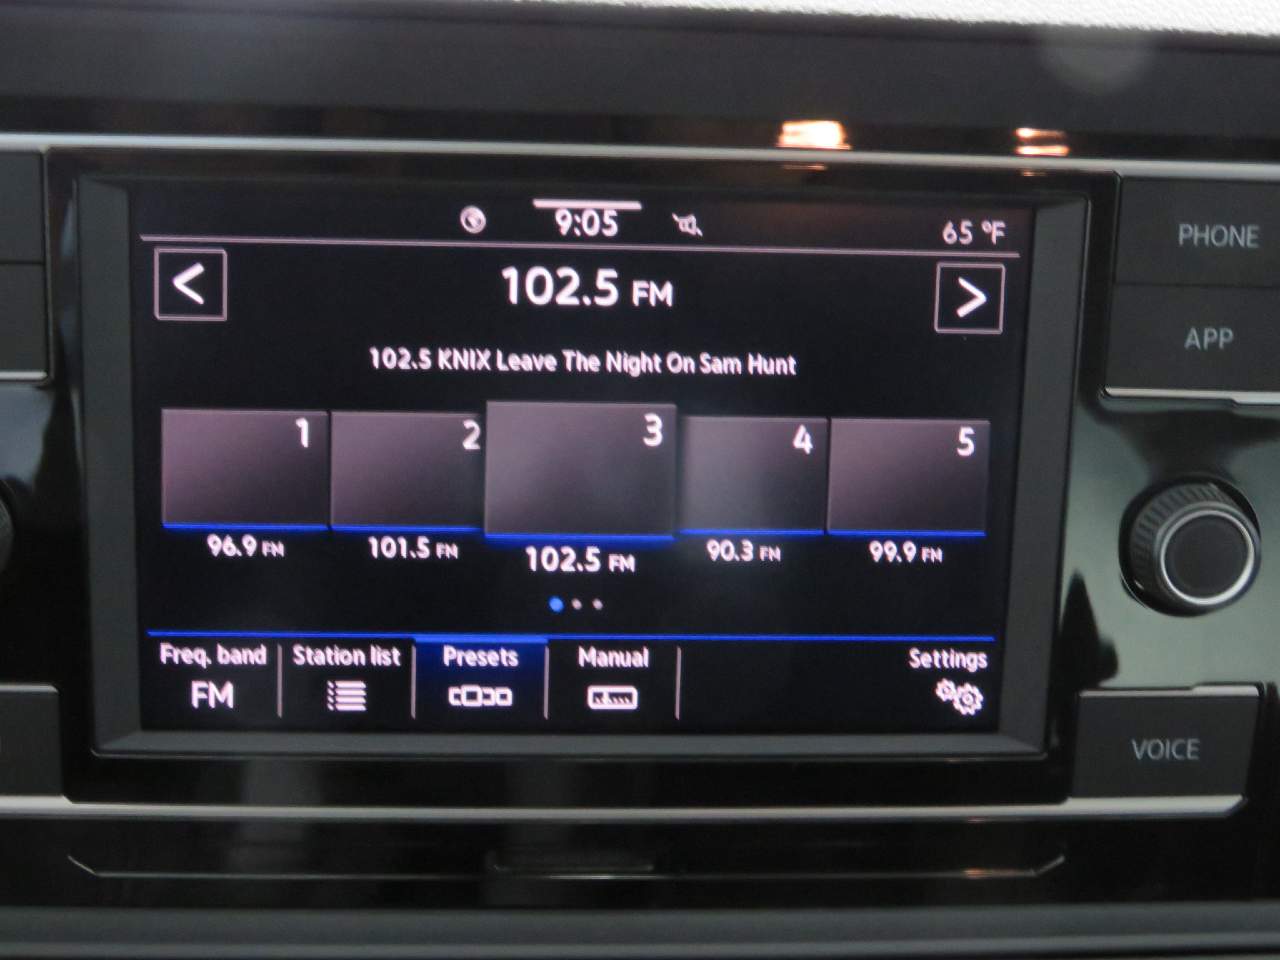 9:05
65 °F
PHONE
102.5 FM
APP
102.5 KNIX Leave The Night On Sam Hunt
1 2 3 4 5
96.9 FM 101.5 FM 102.5 FM 90.3 FM 99.9 FM
Freq. band Station list Presets Manual Settings
FM
VOICE